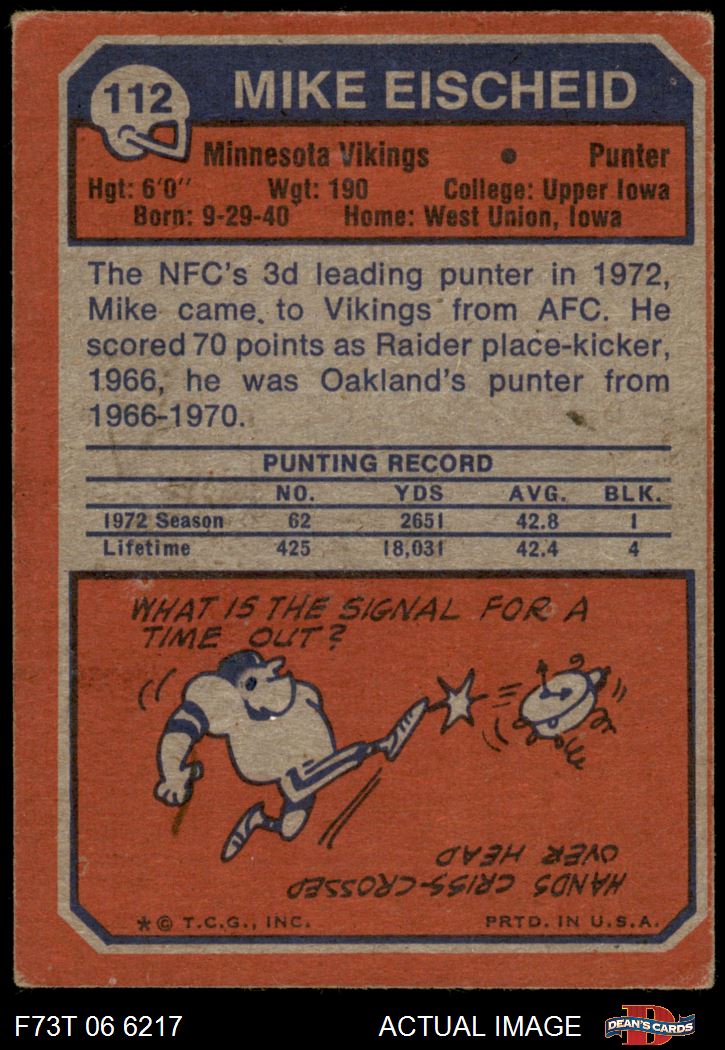 112
MIKE EISCHEID
Minnesota Vikings • Punter
Hgt: 6'0" Wgt: 190 College: Upper Iowa
Born: 9-29-40 Home: West Union, Iowa
The NFC's 3d leading punter in 1972,
Mike came to Vikings from AFC. He
scored 70 points as Raider place-kicker,
1966, he was Oakland's punter from
1966-1970.
PUNTING RECORD
NO. YDS AVG. BLK.
1972 Season 62 2651 42.8 1
Lifetime 425 18,031 42.4 4
WHAT IS THE SIGNAL FOR A
TIME OUT?
HANDS CRISS-CROSSED
OVER HEAD
* © T.C.G., INC. PRTD. IN U.S.A.
F73T 06 6217 ACTUAL IMAGE
D
DEAN'S CARDS